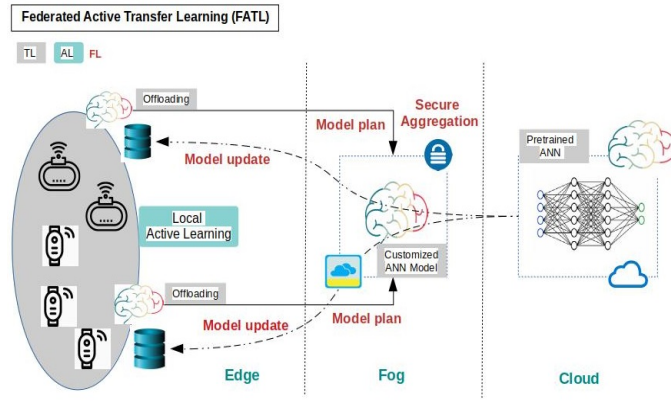 Federated Active Transfer Learning (FATL)
TL AL FL
Offloading
Model plan
Secure
Aggregation
Pretrained
ANN
Model update
Local
Active Learning
Customized
ANN Model
Offloading
Model update
Model plan
Edge
Fog
Cloud